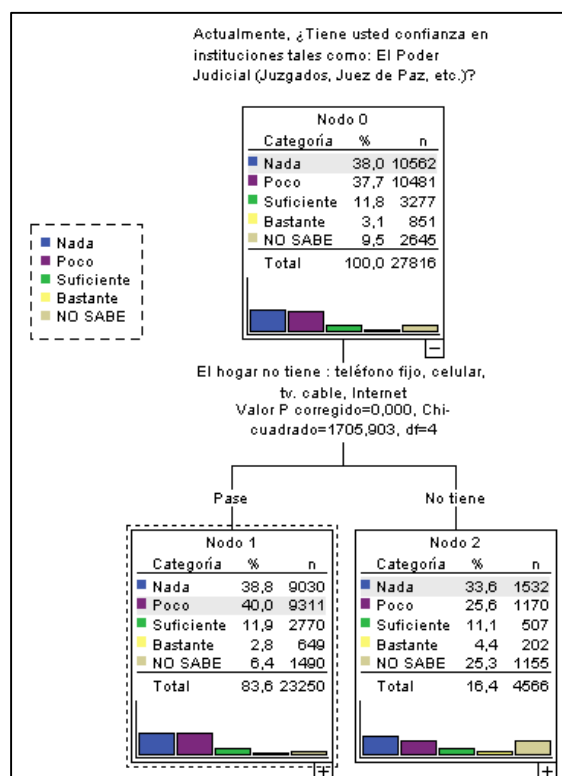 Actualmente, ¿Tiene usted confianza en
instituciones tales como: El Poder
Judicial (Juzgados, Juez de Paz, etc.)?
Nodo 0
Categoría % n
Nada 38,0 10562
Poco 37,7 10481
Suficiente 11,8 3277
Bastante 3,1 851
NO SABE 9,5 2645
Total 100,0 27816
Nada
Poco
Suficiente
Bastante
NO SABE
El hogar no tiene : teléfono fijo, celular,
tv. cable, Internet
Valor P corregido=0,000, Chi-
cuadrado=1705,903, df=4
Pase
No tiene
Nodo 1
Categoría % n
Nada 38,8 9030
Poco 40,0 9311
Suficiente 11,9 2770
Bastante 2,8 649
NO SABE 6,4 1490
Total 83,6 23250
Nodo 2
Categoría % n
Nada 33,6 1532
Poco 25,6 1170
Suficiente 11,1 507
Bastante 4,4 202
NO SABE 25,3 1155
Total 16,4 4566